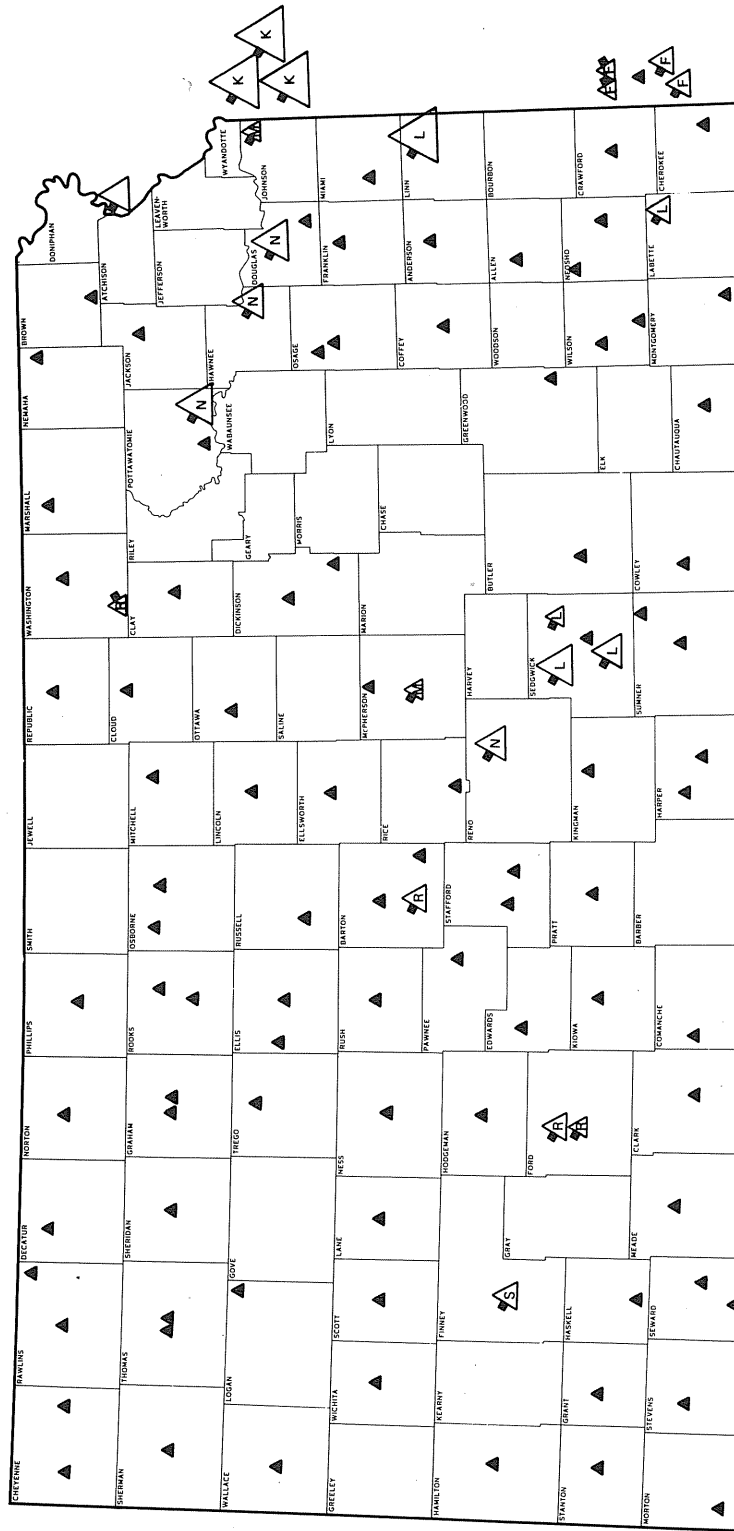 CHEYENNE
RAWLINS
DECATUR
NORTON
PHILLIPS
SMITH
JEWELL
REPUBLIC
WASHINGTON
MARSHALL
NEMAHA
BROWN
DONIPHAN
SHERMAN
THOMAS
SHERIDAN
GRAHAM
ROOKS
OSBORNE
MITCHELL
CLOUD
CLAY
RILEY
POTTAWATOMIE
JACKSON
ATCHISON
JEFFERSON
LEAVEN-
WORTH
WYANDOTTE
WALLACE
LOGAN
GOVE
TREGO
ELLIS
RUSSELL
LINCOLN
OTTAWA
SALINE
DICKINSON
GEARY
MORRIS
WABAUNSEE
SHAWNEE
OSAGE
DOUGLAS
JOHNSON
FRANKLIN
MIAMI
GREELEY
WICHITA
SCOTT
LANE
NESS
RUSH
BARTON
ELLSWORTH
RICE
McPHERSON
MARION
CHASE
LYON
COFFEY
ANDERSON
LINN
HAMILTON
KEARNY
FINNEY
GRAY
HODGEMAN
FORD
PAWNEE
EDWARDS
STAFFORD
RENO
HARVEY
SEDGWICK
BUTLER
GREENWOOD
WOODSON
ALLEN
BOURBON
STANTON
GRANT
HASKELL
KIOWA
PRATT
KINGMAN
ELK
WILSON
NEOSHO
CRAWFORD
MORTON
STEVENS
SEWARD
MEADE
CLARK
COMANCHE
BARBER
HARPER
SUMNER
COWLEY
CHAUTAUQUA
MONTGOMERY
LABETTE
CHEROKEE
K
K
K
N
N
N
N
L
L
L
L
L
R
R
R
S
F
F